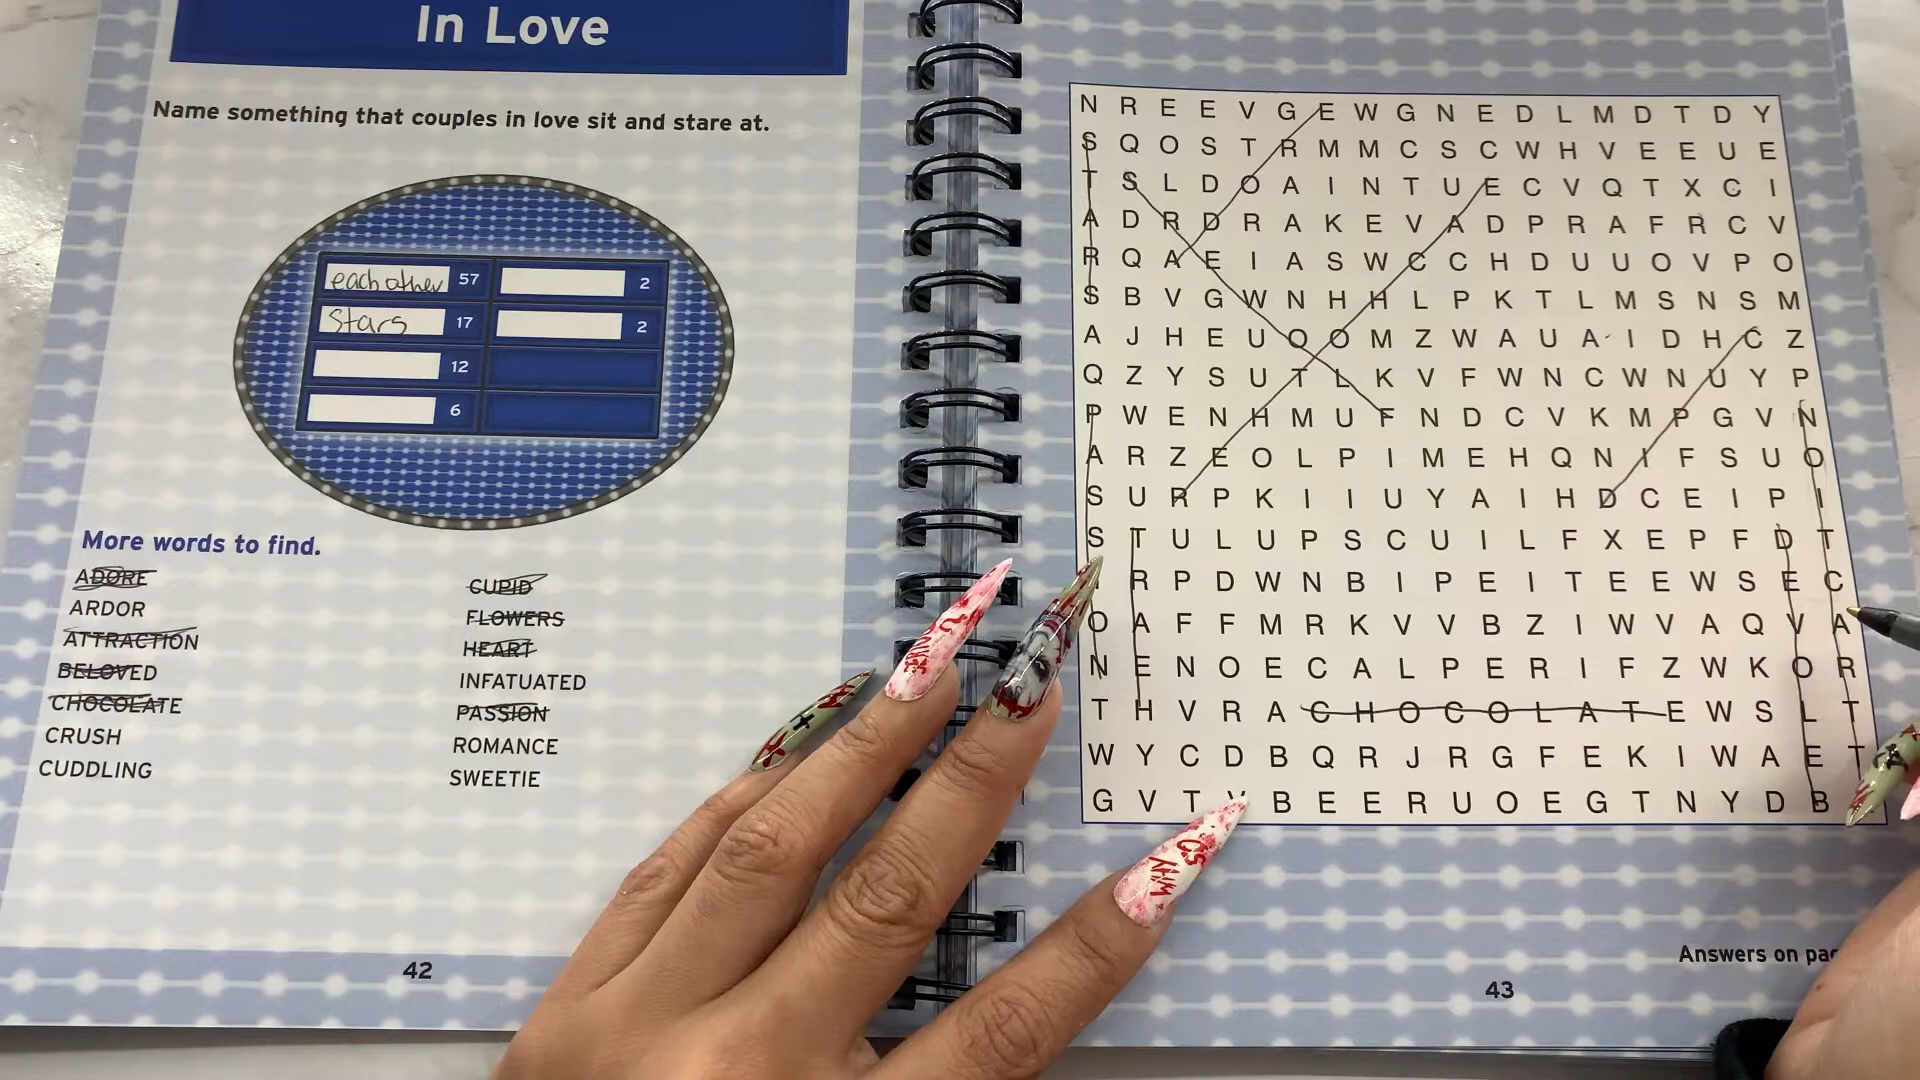 In Love
Name something that couples in love sit and stare at.
each other 57
2
Stars 17
2
12
6
More words to find.
ADORE
ARDOR
ATTRACTION
BELOVED
CHOCOLATE
CRUSH
CUDDLING
CUPID
FLOWERS
HEART
INFATUATED
PASSION
ROMANCE
SWEETIE
42
N R E E V G E W G N E D L M D T D Y
S Q O S T R M M C S C W H V E E U E
T S L D O A I N T U E C V Q T X C I
A D R D R A K E V A D P R A F R C V
R Q A E I A S W C C H D U U O V P O
S B V G W N H H L P K T L M S N S M
A J H E U O O M Z W A U A I D H C Z
Q Z Y S U T L K V F W N C W N U Y P
P W E N H M U F N D C V K M P G V N
A R Z E O L P I M E H Q N I F S U O
S U R P K I I U Y A I H D C E I P I
S T U L U P S C U I L F X E P F D T
R P D W N B I P E I T E E W S E C
O A F F M R K V V B Z I W V A Q V A
N E N O E C A L P E R I F Z W K O R
T H V R A C H O C O L A T E W S L T
W Y C D B Q R J R G F E K I W A E T
G V T V B E E R U O E G T N Y D B
Answers on
43